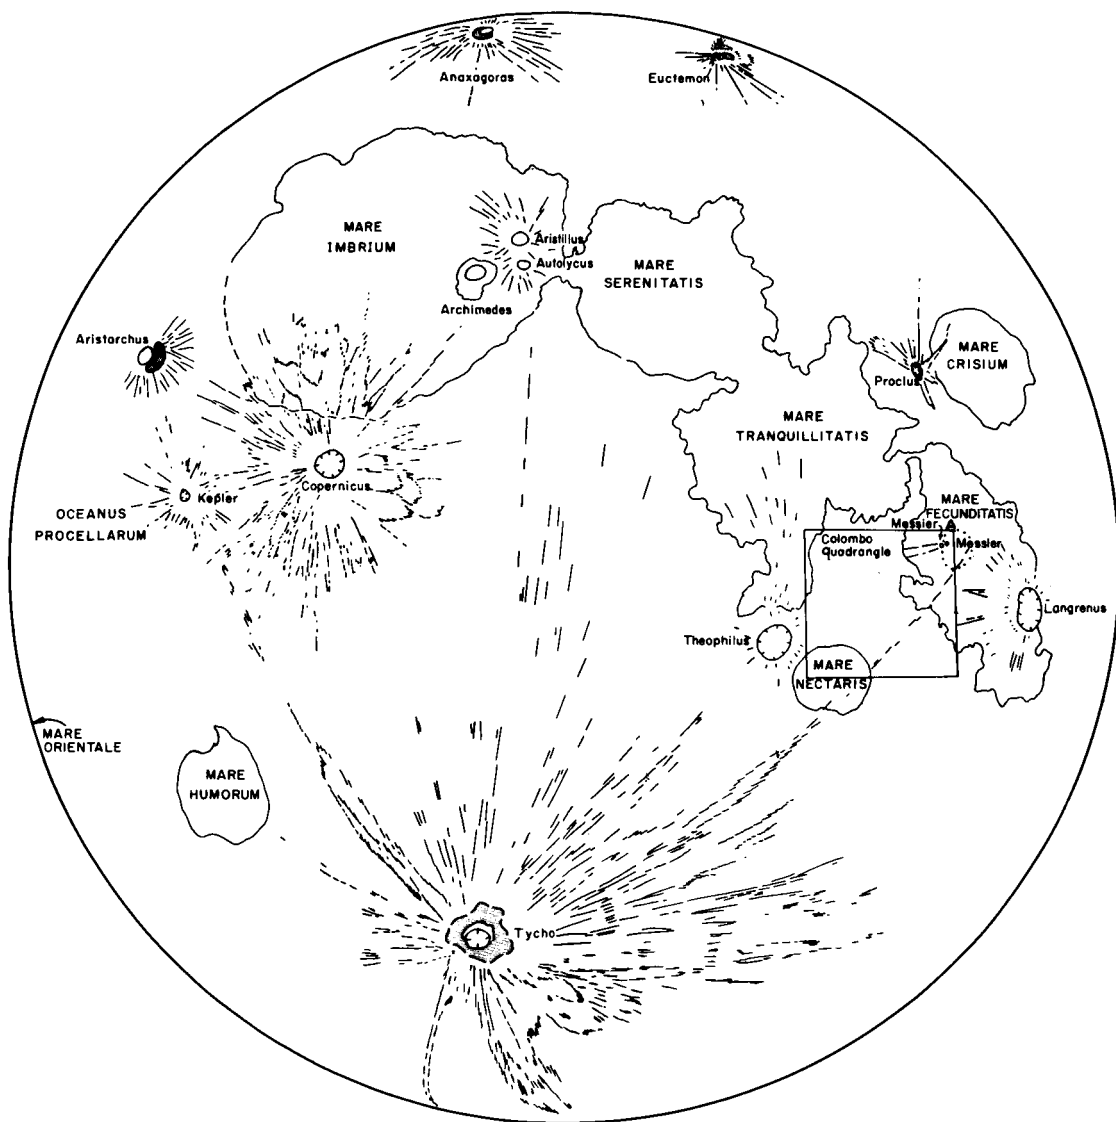 Anaxagoras
Euctemon
MARE
IMBRIUM
Aristillus
Autolycus
MARE
SERENITATIS
Archimedes
Aristarchus
MARE
CRISIUM
Proclus
MARE
TRANQUILLITATIS
Copernicus
Kepler
OCEANUS
PROCELLARUM
MARE
FECUNDITATIS
Messier A
Messier
Colombo
Quadrangle
Langrenus
Theophilus
MARE
NECTARIS
MARE
ORIENTALE
MARE
HUMORUM
Tycho